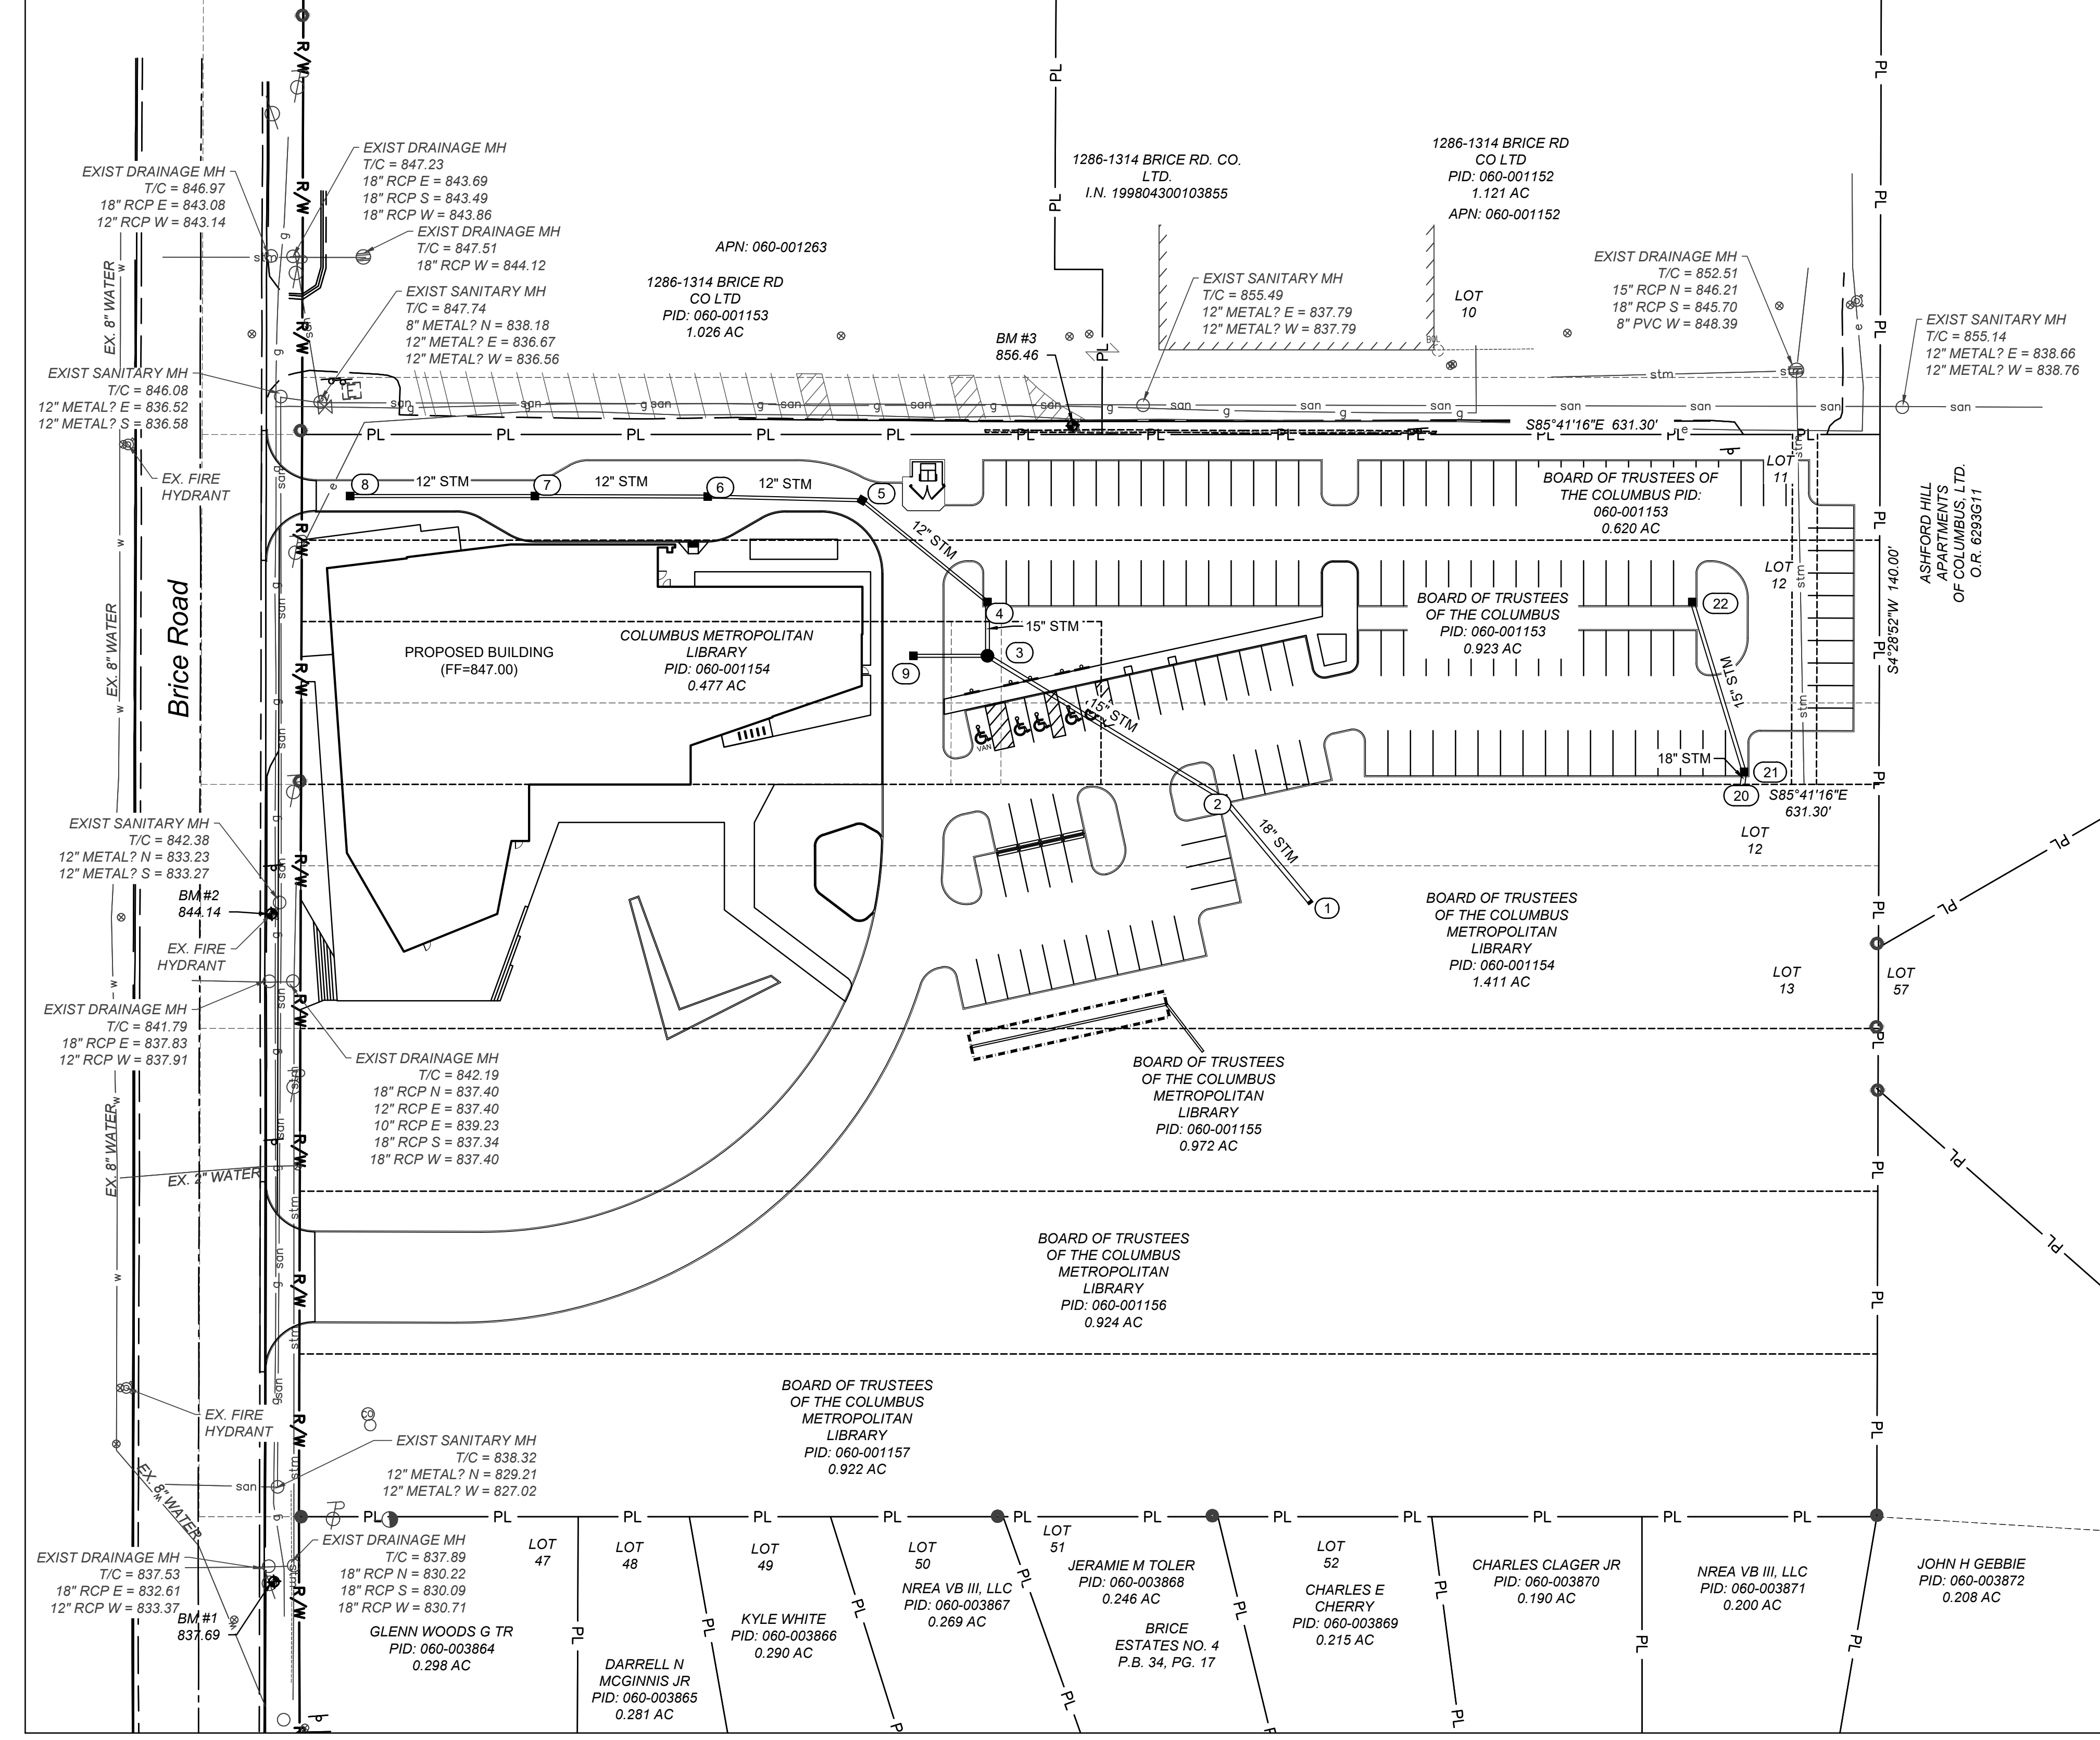 EXIST DRAINAGE MH
T/C = 846.97
18" RCP E = 843.08
12" RCP W = 843.14
EXIST DRAINAGE MH
T/C = 847.23
18" RCP E = 843.69
18" RCP S = 843.49
18" RCP W = 843.86
EXIST DRAINAGE MH
T/C = 847.51
18" RCP W = 844.12
EXIST SANITARY MH
T/C = 847.74
8" METAL? N = 838.18
12" METAL? E = 836.67
12" METAL? W = 836.56
EXIST SANITARY MH
T/C = 846.08
12" METAL? E = 836.52
12" METAL? S = 836.58
EX. FIRE
HYDRANT
EX. 8" WATER
APN: 060-001263
1286-1314 BRICE RD
CO LTD
PID: 060-001153
1.026 AC
1286-1314 BRICE RD. CO.
LTD.
I.N. 199804300103855
1286-1314 BRICE RD
CO LTD
PID: 060-001152
1.121 AC
APN: 060-001152
BM #3
856.46
EXIST SANITARY MH
T/C = 855.49
12" METAL? E = 837.79
12" METAL? W = 837.79
LOT
10
BOL
EXIST DRAINAGE MH
T/C = 852.51
15" RCP N = 846.21
18" RCP S = 845.70
8" PVC W = 848.39
EXIST SANITARY MH
T/C = 855.14
12" METAL? E = 838.66
12" METAL? W = 838.76
S85°41'16"E 631.30'
PL
R/W
san
stm
g
w
e
8
12" STM
7
12" STM
6
12" STM
5
12" STM
4
15" STM
3
9
15" STM
VAN
2
18" STM
1
BOARD OF TRUSTEES OF
THE COLUMBUS PID:
060-001153
0.620 AC
LOT
11
LOT
12
BOARD OF TRUSTEES
OF THE COLUMBUS
PID: 060-001153
0.923 AC
22
15" STM
18" STM
21
20
S85°41'16"E
631.30'
LOT
12
S4°28'52"W 140.00'
ASHFORD HILL
APARTMENTS
OF COLUMBUS, LTD.
O.R. 6293G11
Brice Road
EX. 8" WATER
PROPOSED BUILDING
(FF=847.00)
COLUMBUS METROPOLITAN
LIBRARY
PID: 060-001154
0.477 AC
EXIST SANITARY MH
T/C = 842.38
12" METAL? N = 833.23
12" METAL? S = 833.27
BM #2
844.14
EX. FIRE
HYDRANT
EXIST DRAINAGE MH
T/C = 841.79
18" RCP E = 837.83
12" RCP W = 837.91
EXIST DRAINAGE MH
T/C = 842.19
18" RCP N = 837.40
12" RCP E = 837.40
10" RCP E = 839.23
18" RCP S = 837.34
18" RCP W = 837.40
EX. 8" WATER
EX. 2" WATER
BOARD OF TRUSTEES
OF THE COLUMBUS
METROPOLITAN
LIBRARY
PID: 060-001154
1.411 AC
LOT
13
LOT
57
BOARD OF TRUSTEES
OF THE COLUMBUS
METROPOLITAN
LIBRARY
PID: 060-001155
0.972 AC
BOARD OF TRUSTEES
OF THE COLUMBUS
METROPOLITAN
LIBRARY
PID: 060-001156
0.924 AC
BOARD OF TRUSTEES
OF THE COLUMBUS
METROPOLITAN
LIBRARY
PID: 060-001157
0.922 AC
EX. FIRE
HYDRANT
CO
EXIST SANITARY MH
T/C = 838.32
12" METAL? N = 829.21
12" METAL? W = 827.02
EX. 8" WATER
EXIST DRAINAGE MH
T/C = 837.53
18" RCP E = 832.61
12" RCP W = 833.37
BM #1
837.69
EXIST DRAINAGE MH
T/C = 837.89
18" RCP N = 830.22
18" RCP S = 830.09
18" RCP W = 830.71
GLENN WOODS G TR
PID: 060-003864
0.298 AC
LOT
47
LOT
48
DARRELL N
MCGINNIS JR
PID: 060-003865
0.281 AC
LOT
49
KYLE WHITE
PID: 060-003866
0.290 AC
LOT
50
NREA VB III, LLC
PID: 060-003867
0.269 AC
LOT
51
JERAMIE M TOLER
PID: 060-003868
0.246 AC
BRICE
ESTATES NO. 4
P.B. 34, PG. 17
LOT
52
CHARLES E
CHERRY
PID: 060-003869
0.215 AC
CHARLES CLAGER JR
PID: 060-003870
0.190 AC
NREA VB III, LLC
PID: 060-003871
0.200 AC
JOHN H GEBBIE
PID: 060-003872
0.208 AC